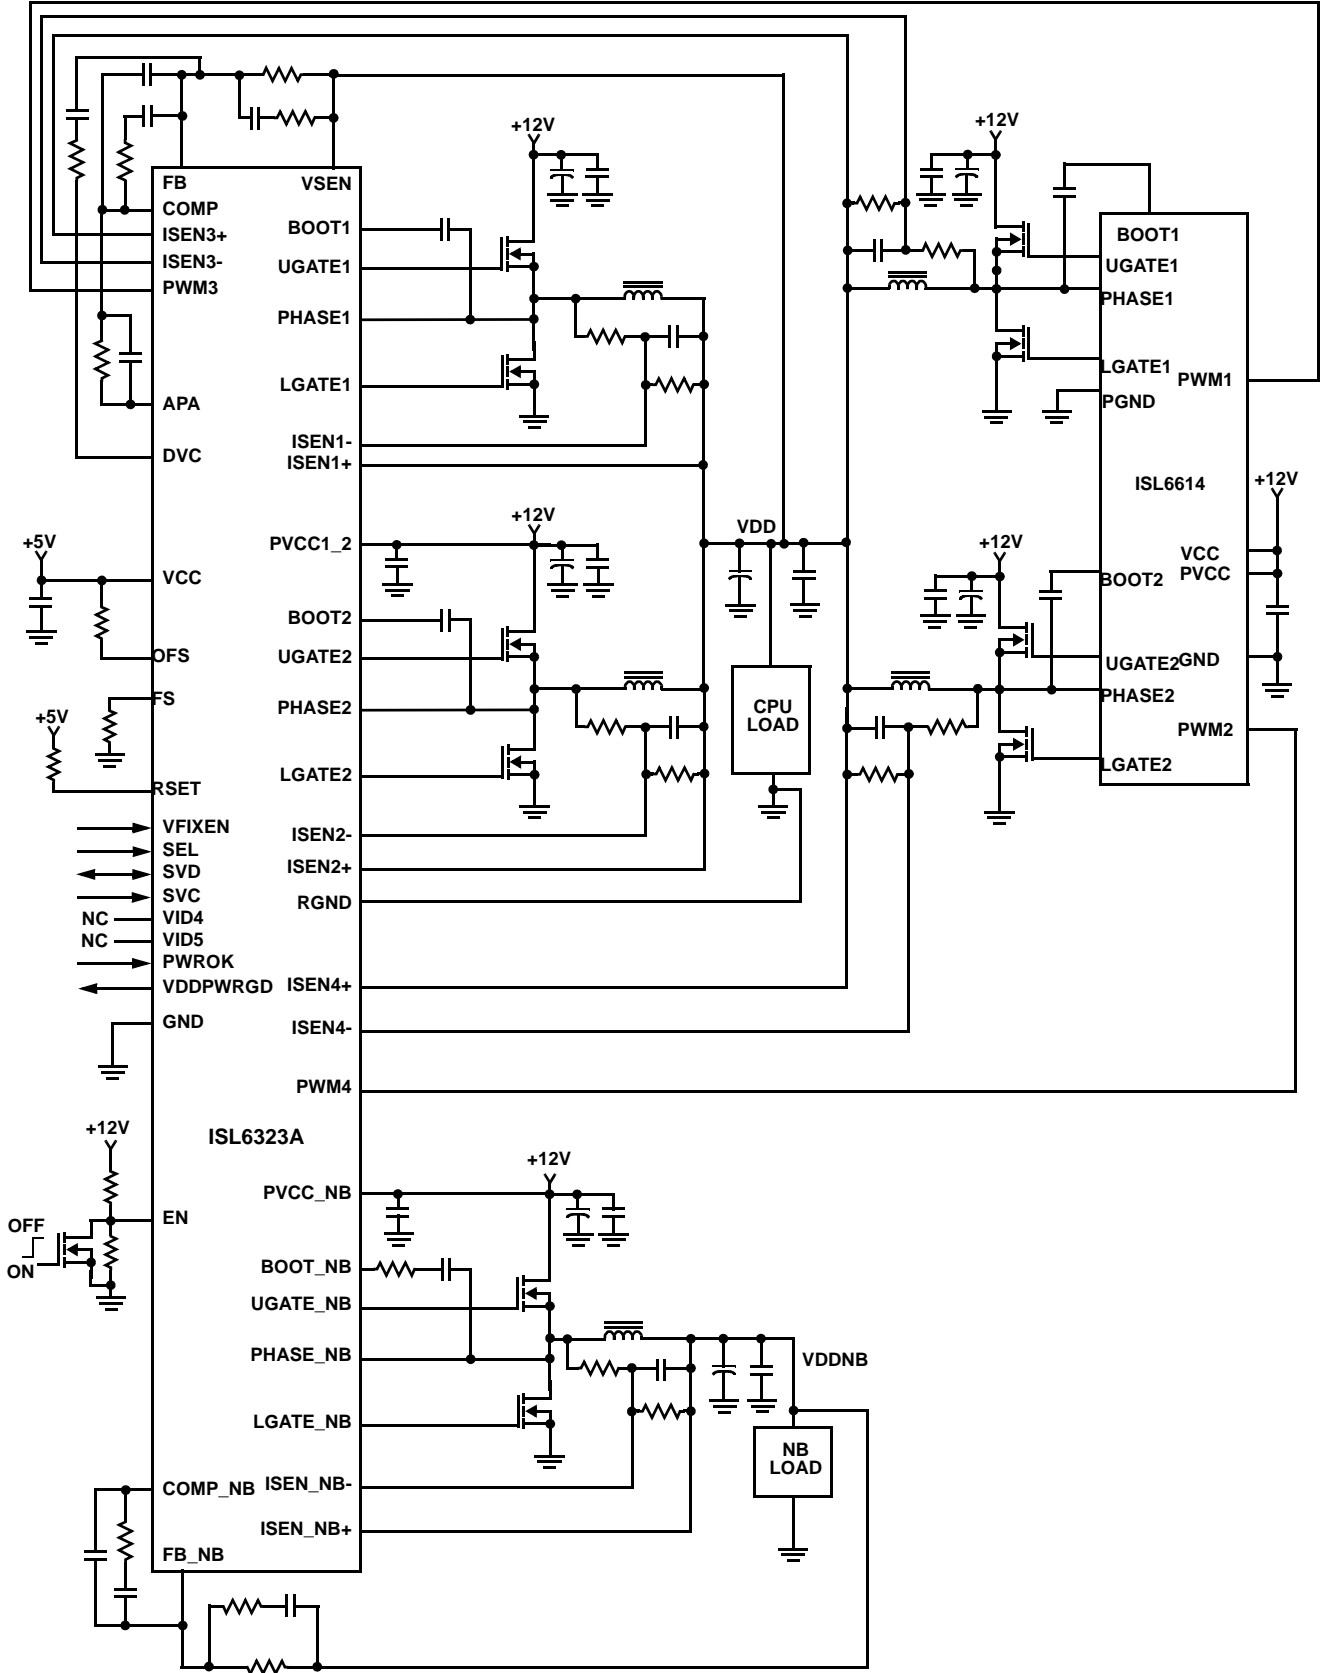 +12V
+12V
FB
VSEN
COMP
ISEN3+
ISEN3-
PWM3
APA
DVC
BOOT1
UGATE1
PHASE1
LGATE1
ISEN1-
ISEN1+
BOOT1
UGATE1
PHASE1
LGATE1
PWM1
PGND
ISL6614
+12V
+12V
PVCC1_2
VDD
+12V
+5V
VCC
OFS
FS
+5V
RSET
BOOT2
UGATE2
PHASE2
LGATE2
ISEN2-
ISEN2+
RGND
CPU
LOAD
VCC
PVCC
BOOT2
UGATE2
GND
PHASE2
PWM2
LGATE2
VFIXEN
SEL
SVD
SVC
NC
VID4
NC
VID5
PWROK
VDDPWRGD
GND
ISEN4+
ISEN4-
PWM4
ISL6323A
+12V
EN
OFF
ON
+12V
PVCC_NB
BOOT_NB
UGATE_NB
PHASE_NB
LGATE_NB
VDDNB
NB
LOAD
COMP_NB
ISEN_NB-
ISEN_NB+
FB_NB